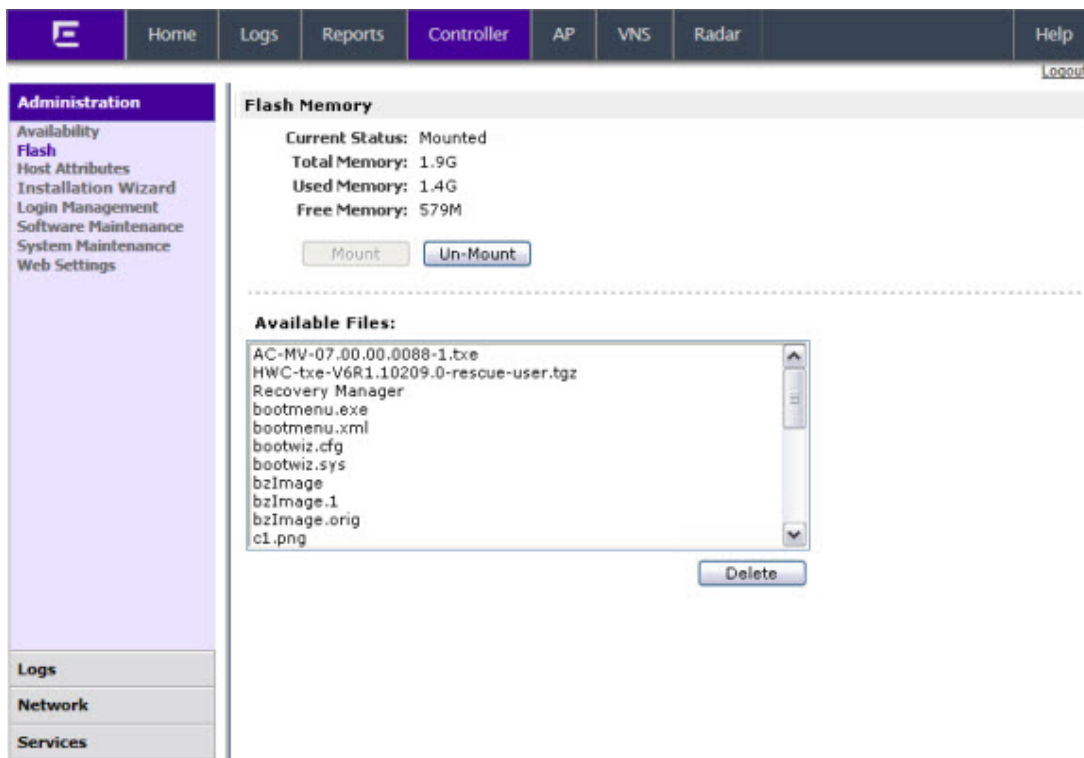 Home Logs Reports Controller AP VNS Radar Help
Logout
Administration
Availability
Flash
Host Attributes
Installation Wizard
Login Management
Software Maintenance
System Maintenance
Web Settings
Logs
Network
Services
Flash Memory
Current Status: Mounted
Total Memory: 1.9G
Used Memory: 1.4G
Free Memory: 579M
Mount Un-Mount
Available Files:
AC-MV-07.00.00.0088-1.txe
HWC-txe-V6R1.10209.0-rescue-user.tgz
Recovery Manager
bootmenu.exe
bootmenu.xml
bootwiz.cfg
bootwiz.sys
bzImage
bzImage.1
bzImage.orig
c1.png
Delete